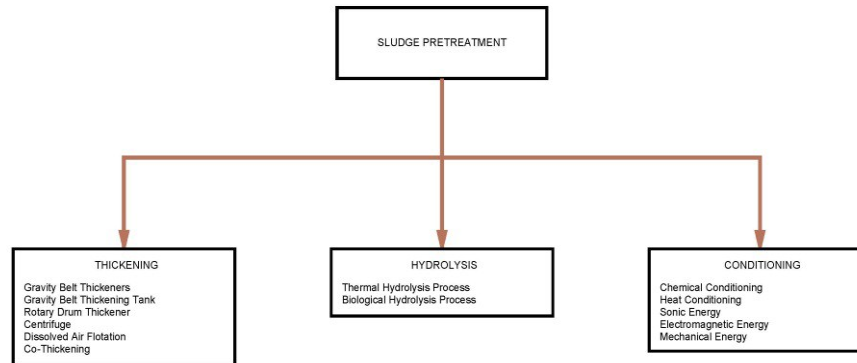 SLUDGE PRETREATMENT
THICKENING
Gravity Belt Thickeners
Gravity Belt Thickening Tank
Rotary Drum Thickener
Centrifuge
Dissolved Air Flotation
Co-Thickening
HYDROLYSIS
Thermal Hydrolysis Process
Biological Hydrolysis Process
CONDITIONING
Chemical Conditioning
Heat Conditioning
Sonic Energy
Electromagnetic Energy
Mechanical Energy